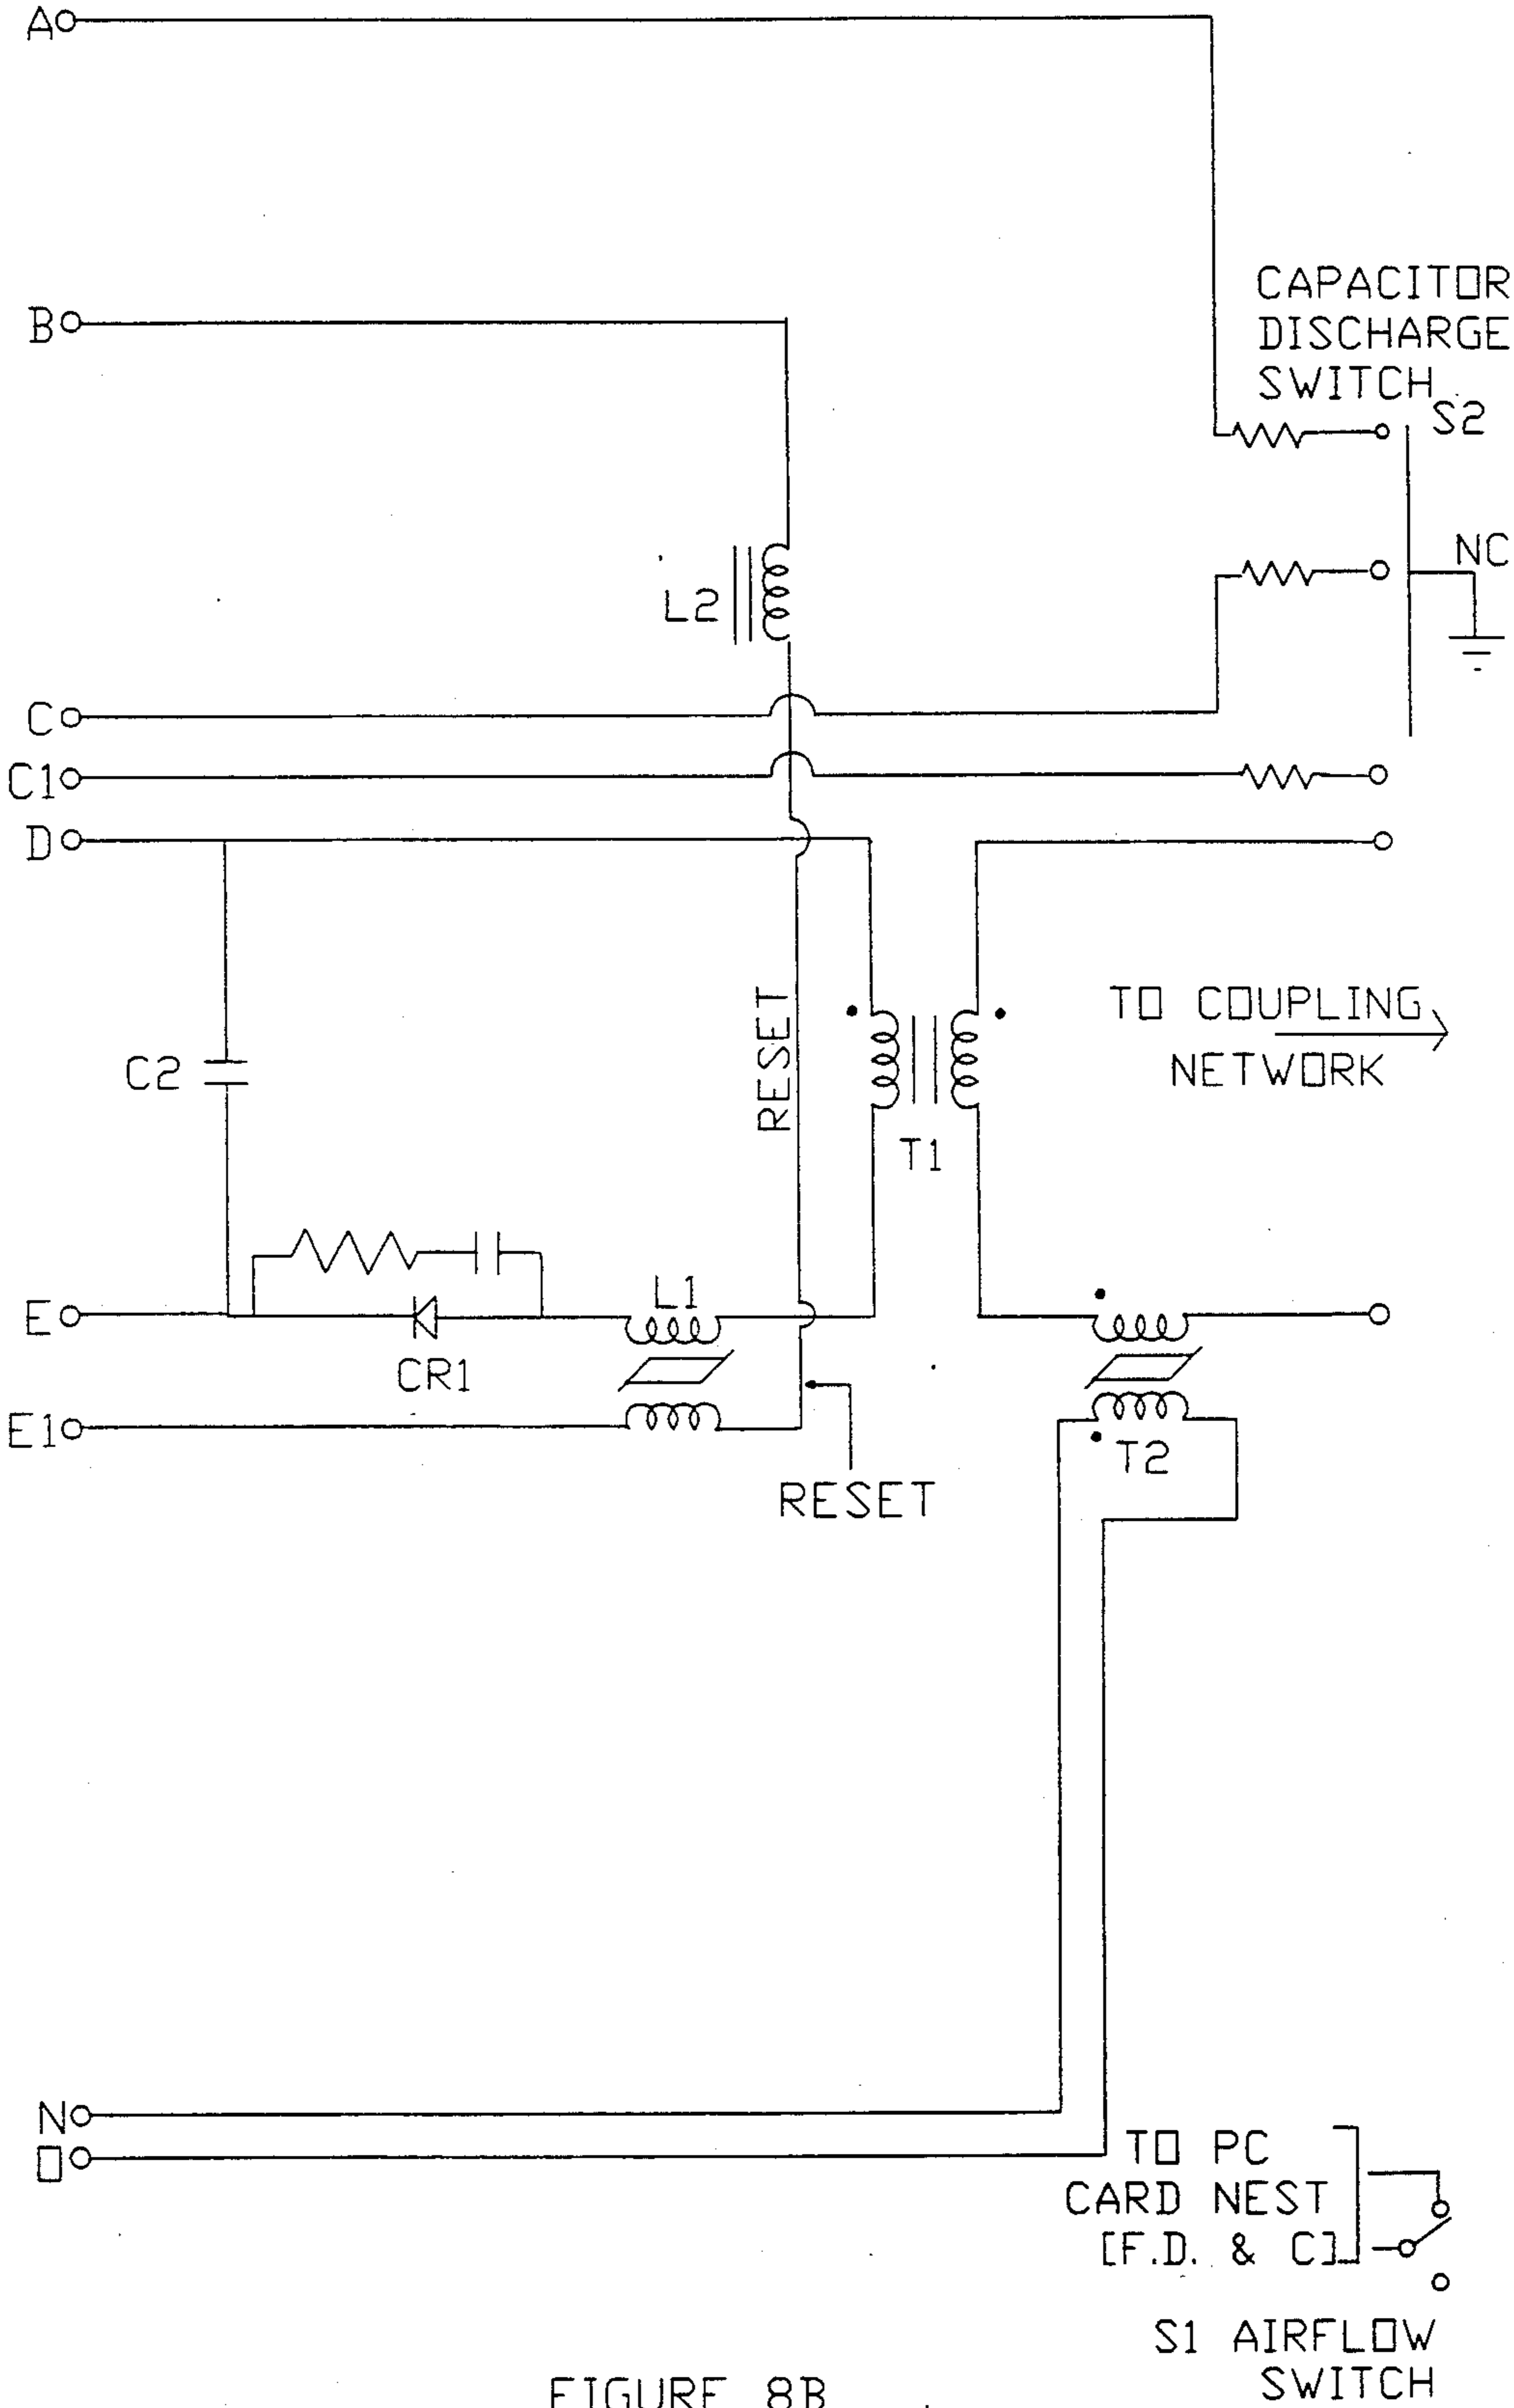 A
CAPACITOR
DISCHARGE
SWITCH
S2
B
NC
L2
C
C1
D
RESET
TO COUPLING
NETWORK
C2
T1
L1
E
CR1
E1
T2
RESET
N
O
TO PC
CARD NEST
[F.D. & C]
S1 AIRFLOW
SWITCH
FIGURE 8B